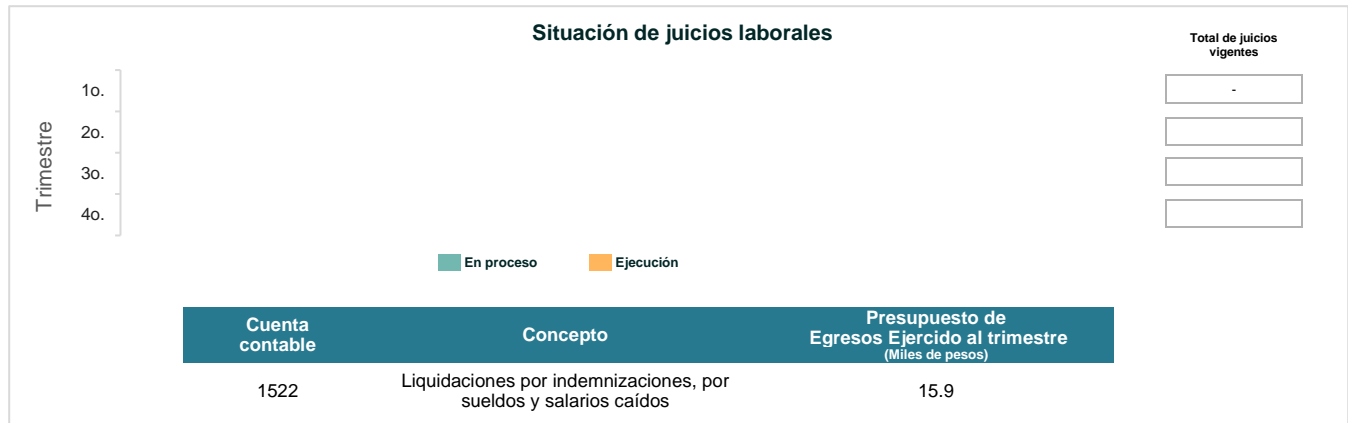 Situación de juicios laborales
Total de juicios
vigentes
Trimestre
1o.
-
2o.
3o.
4o.
En proceso
Ejecución
Cuenta
contable
Concepto
Presupuesto de
Egresos Ejercido al trimestre
(Miles de pesos)
1522
Liquidaciones por indemnizaciones, por
sueldos y salarios caídos
15.9